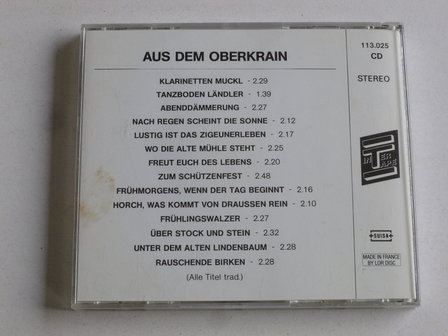 AUS DEM OBERKRAIN
KLARINETTEN MUCKL - 2.29
TANZBODEN LÄNDLER - 1.39
ABENDDÄMMERUNG - 2.27
NACH REGEN SCHEINT DIE SONNE - 2.12
LUSTIG IST DAS ZIGEUNERLEBEN - 2.17
WO DIE ALTE MÜHLE STEHT - 2.25
FREUT EUCH DES LEBENS - 2.20
ZUM SCHÜTZENFEST - 2.48
FRÜHMORGENS, WENN DER TAG BEGINNT - 2.16
HORCH, WAS KOMMT VON DRAUSSEN REIN - 2.10
FRÜHLINGSWALZER - 2.27
ÜBER STOCK UND STEIN - 2.32
UNTER DEM ALTEN LINDENBAUM - 2.28
RAUSCHENDE BIRKEN - 2.28
(Alle Titel trad.)
113.025
CD
STEREO
INTER TAPE
SUISA
MADE IN FRANCE
BY LOR DISC